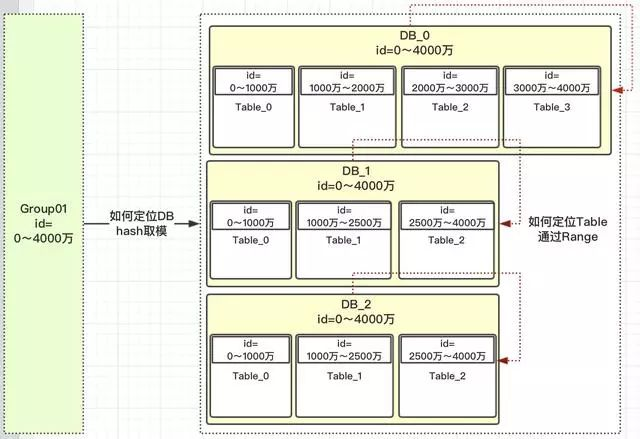 Group01
id=
0~4000万
如何定位DB
hash取模
DB_0
id=0~4000万
id=
0~1000万
Table_0
id=
1000万~2000万
Table_1
id=
2000万~3000万
Table_2
id=
3000万~4000万
Table_3
DB_1
id=0~4000万
id=
0~1000万
Table_0
id=
1000万~2500万
Table_1
id=
2500万~4000万
Table_2
如何定位Table
通过Range
DB_2
id=0~4000万
id=
0~1000万
Table_0
id=
1000万~2500万
Table_1
id=
2500万~4000万
Table_2